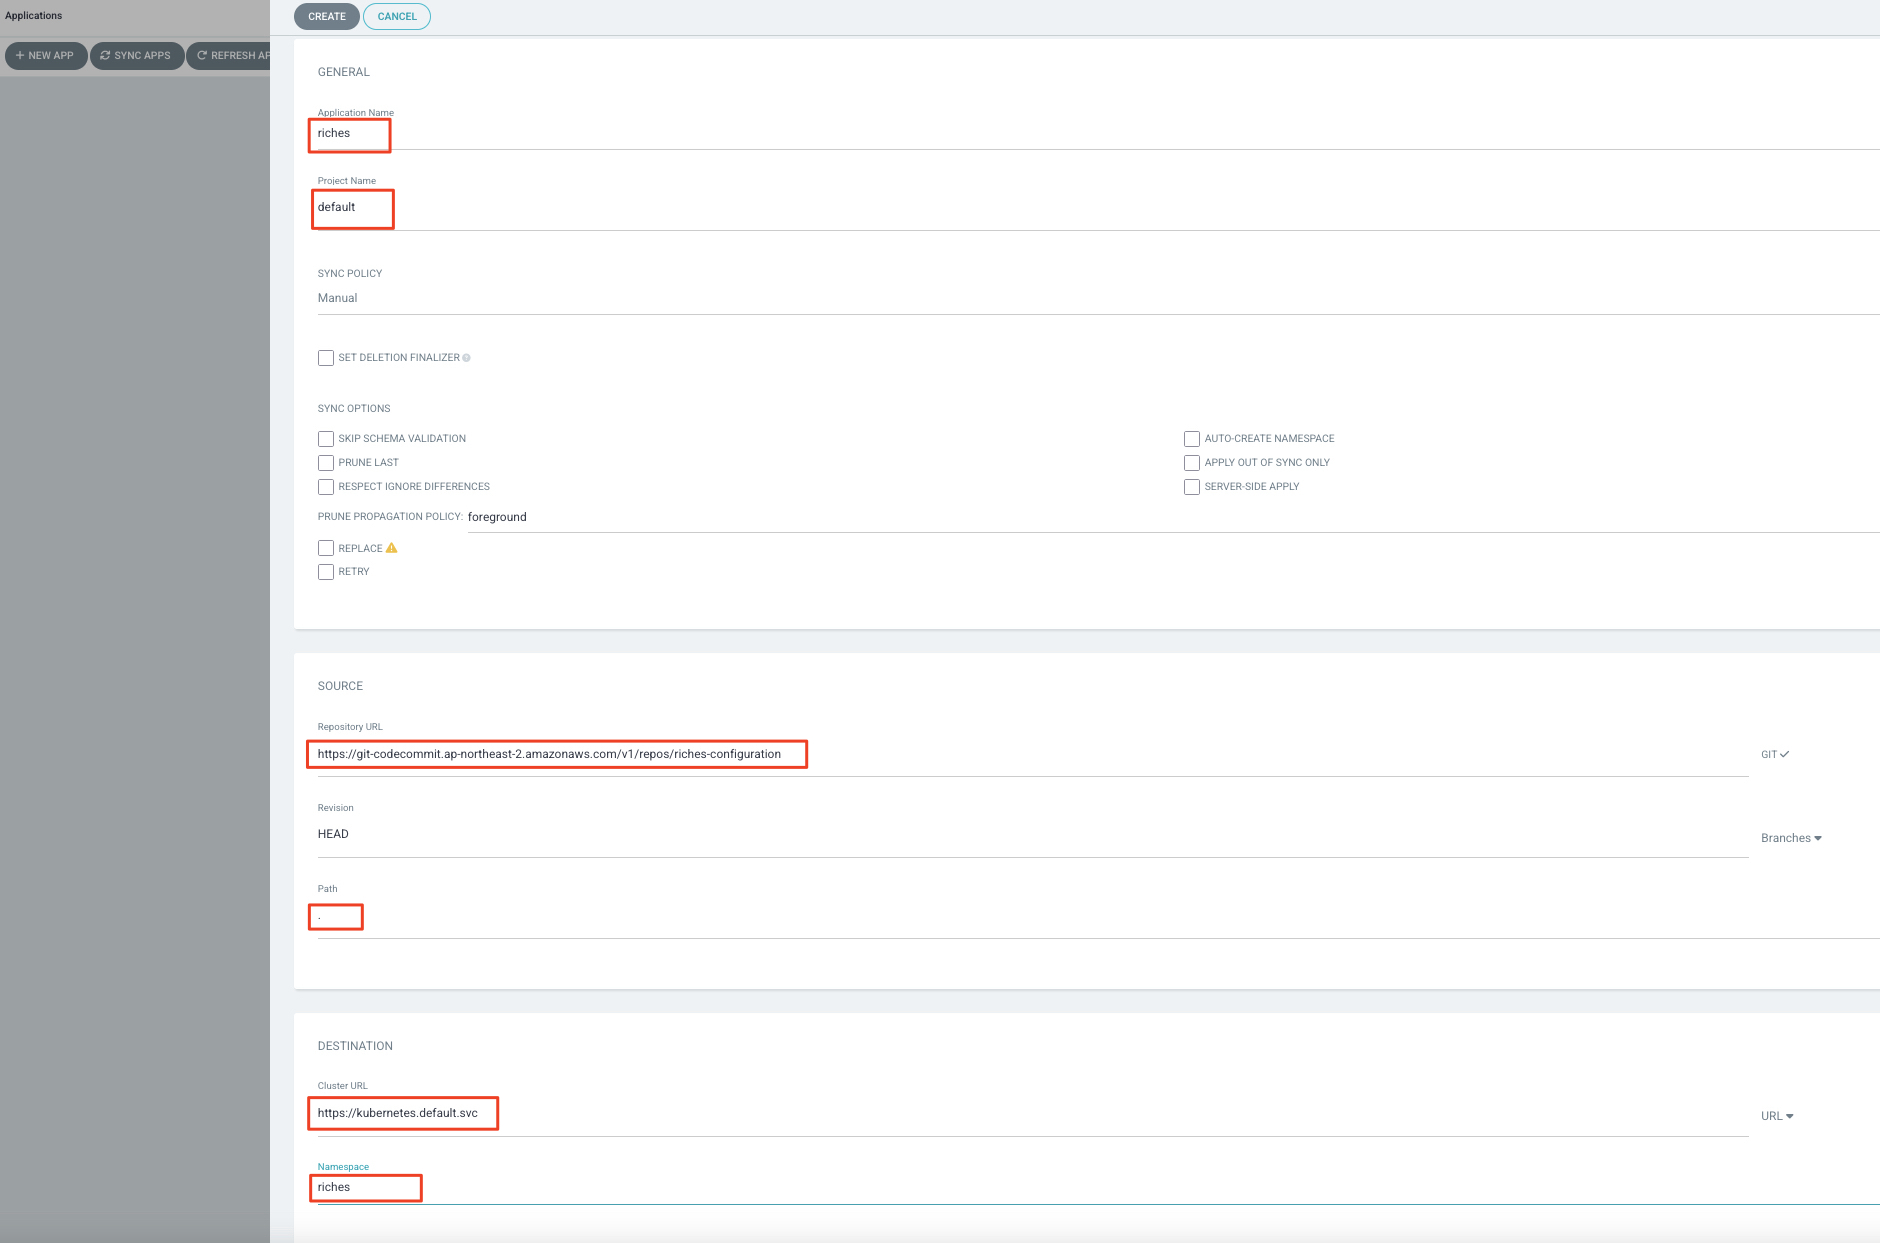 Applications
CREATE CANCEL
+ NEW APP SYNC APPS REFRESH AP
GENERAL
Application Name
riches
Project Name
default
SYNC POLICY
Manual
SET DELETION FINALIZER
SYNC OPTIONS
SKIP SCHEMA VALIDATION AUTO-CREATE NAMESPACE
PRUNE LAST APPLY OUT OF SYNC ONLY
RESPECT IGNORE DIFFERENCES SERVER-SIDE APPLY
PRUNE PROPAGATION POLICY: foreground
REPLACE
RETRY
SOURCE
Repository URL
https://git-codecommit.ap-northeast-2.amazonaws.com/v1/repos/riches-configuration GIT
Revision
HEAD
Branches
Path
.
DESTINATION
Cluster URL
https://kubernetes.default.svc URL
Namespace
riches